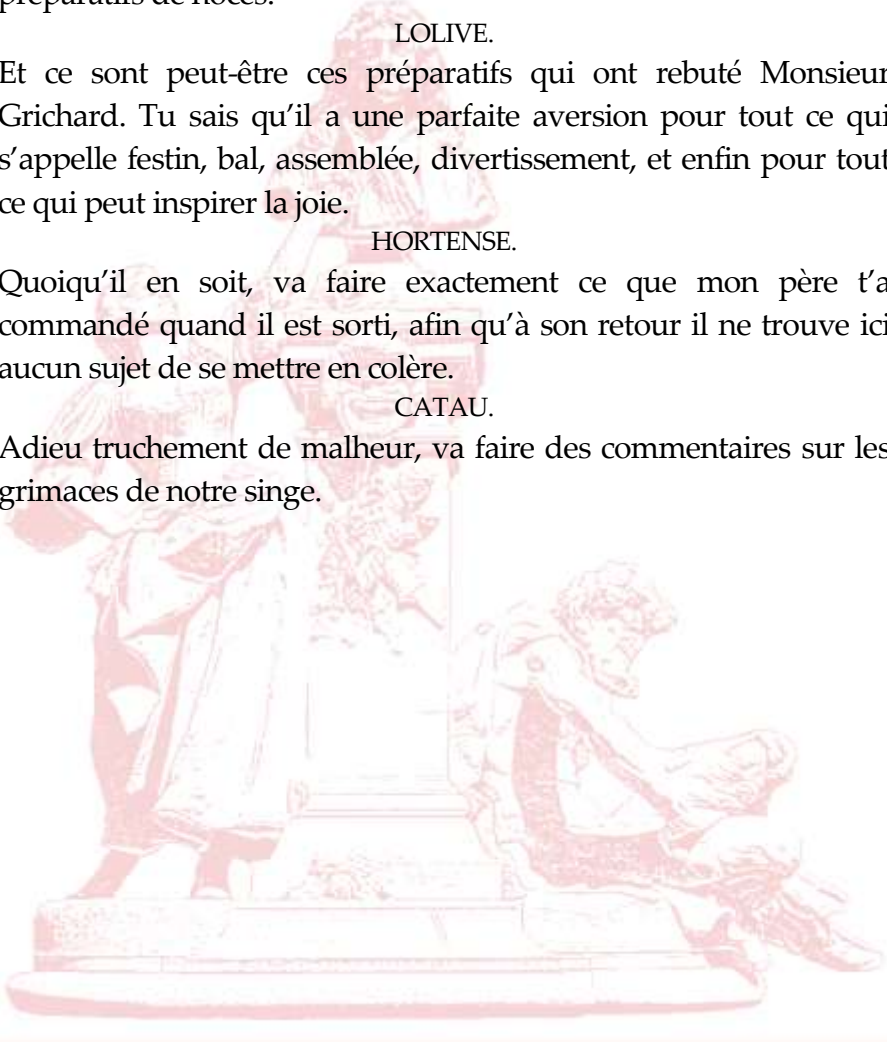 préparatifs de noces.
LOLIVE.
Et ce sont peut-être ces préparatifs qui ont rebuté Monsieur
Grichard. Tu sais qu’il a une parfaite aversion pour tout ce qui
s’appelle festin, bal, assemblée, divertissement, et enfin pour tout
ce qui peut inspirer la joie.
HORTENSE.
Quoiqu’il en soit, va faire exactement ce que mon père t’a
commandé quand il est sorti, afin qu’à son retour il ne trouve ici
aucun sujet de se mettre en colère.
CATAU.
Adieu truchement de malheur, va faire des commentaires sur les
grimaces de notre singe.